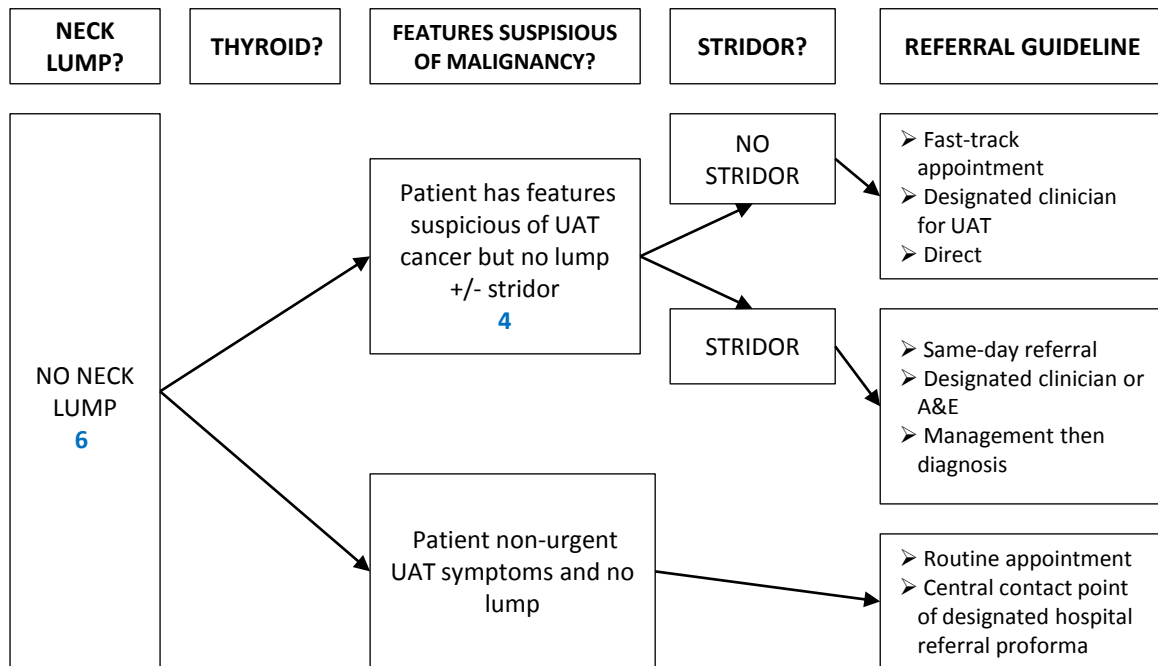 NECK
LUMP?
THYROID?
FEATURES SUSPISIOUS
OF MALIGNANCY?
STRIDOR?
REFERRAL GUIDELINE
NO NECK
LUMP
6
Patient has features
suspicious of UAT
cancer but no lump
+/- stridor
4
NO
STRIDOR
➢ Fast-track
appointment
➢ Designated clinician
for UAT
➢ Direct
STRIDOR
➢ Same-day referral
➢ Designated clinician or
A&E
➢ Management then
diagnosis
Patient non-urgent
UAT symptoms and no
lump
➢ Routine appointment
➢ Central contact point
of designated hospital
referral proforma